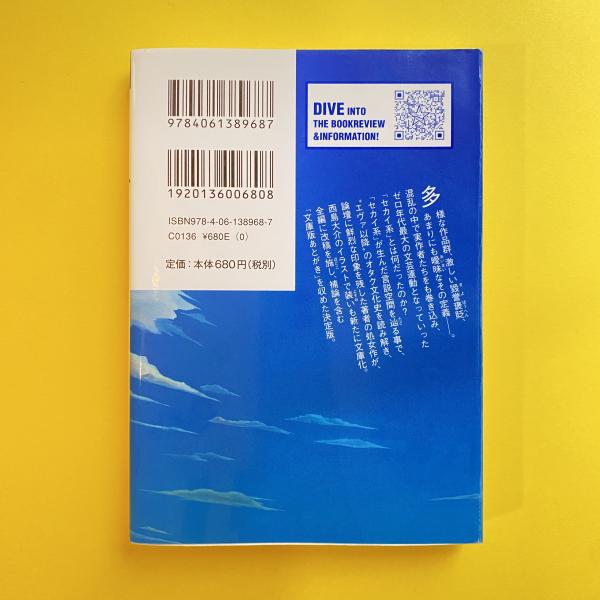 9784061389687
1920136006808
ISBN978-4-06-138968-7
C0136 ¥680E (0)
定価:本体680円(税別)
DIVE INTO
THE BOOKREVIEW
&INFORMATION!
多様な作品群、激しい毀誉褒貶、
あまりにも曖昧なその定義――。
混乱の中で実作者たちをも巻き込み、
ゼロ年代最大の文芸運動となっていった
「セカイ系」とは何だったのか?
「セカイ系」が生んだ言説空間を辿る事で、
"エヴァ以降"のオタク文化史を読み解き、
論壇に鮮烈な印象を残した著者の処女作が、
西島大介のイラストで装いも新たに文庫化。
全編に改稿を施し、補論を含む
「文庫版あとがき」を収めた決定版。